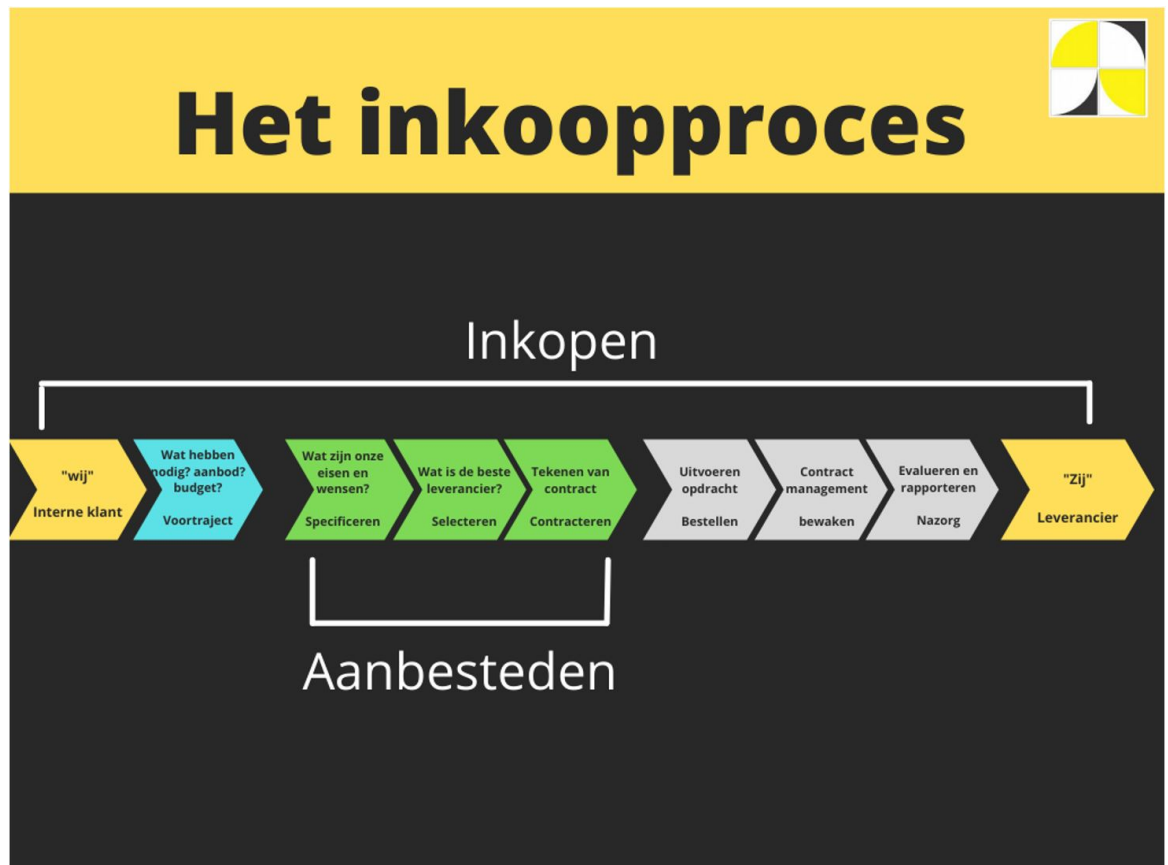 Het inkoopproces
Inkopen
"wij"
Interne klant
Wat hebben
nodig? aanbod?
budget?
Voortraject
Wat zijn onze
eisen en
wensen?
Specificeren
Wat is de beste
leverancier?
Selecteren
Tekenen van
contract
Contracteren
Uitvoeren
opdracht
Bestellen
Contract
management
bewaken
Evalueren en
rapporteren
Nazorg
"Zij"
Leverancier
Aanbesteden